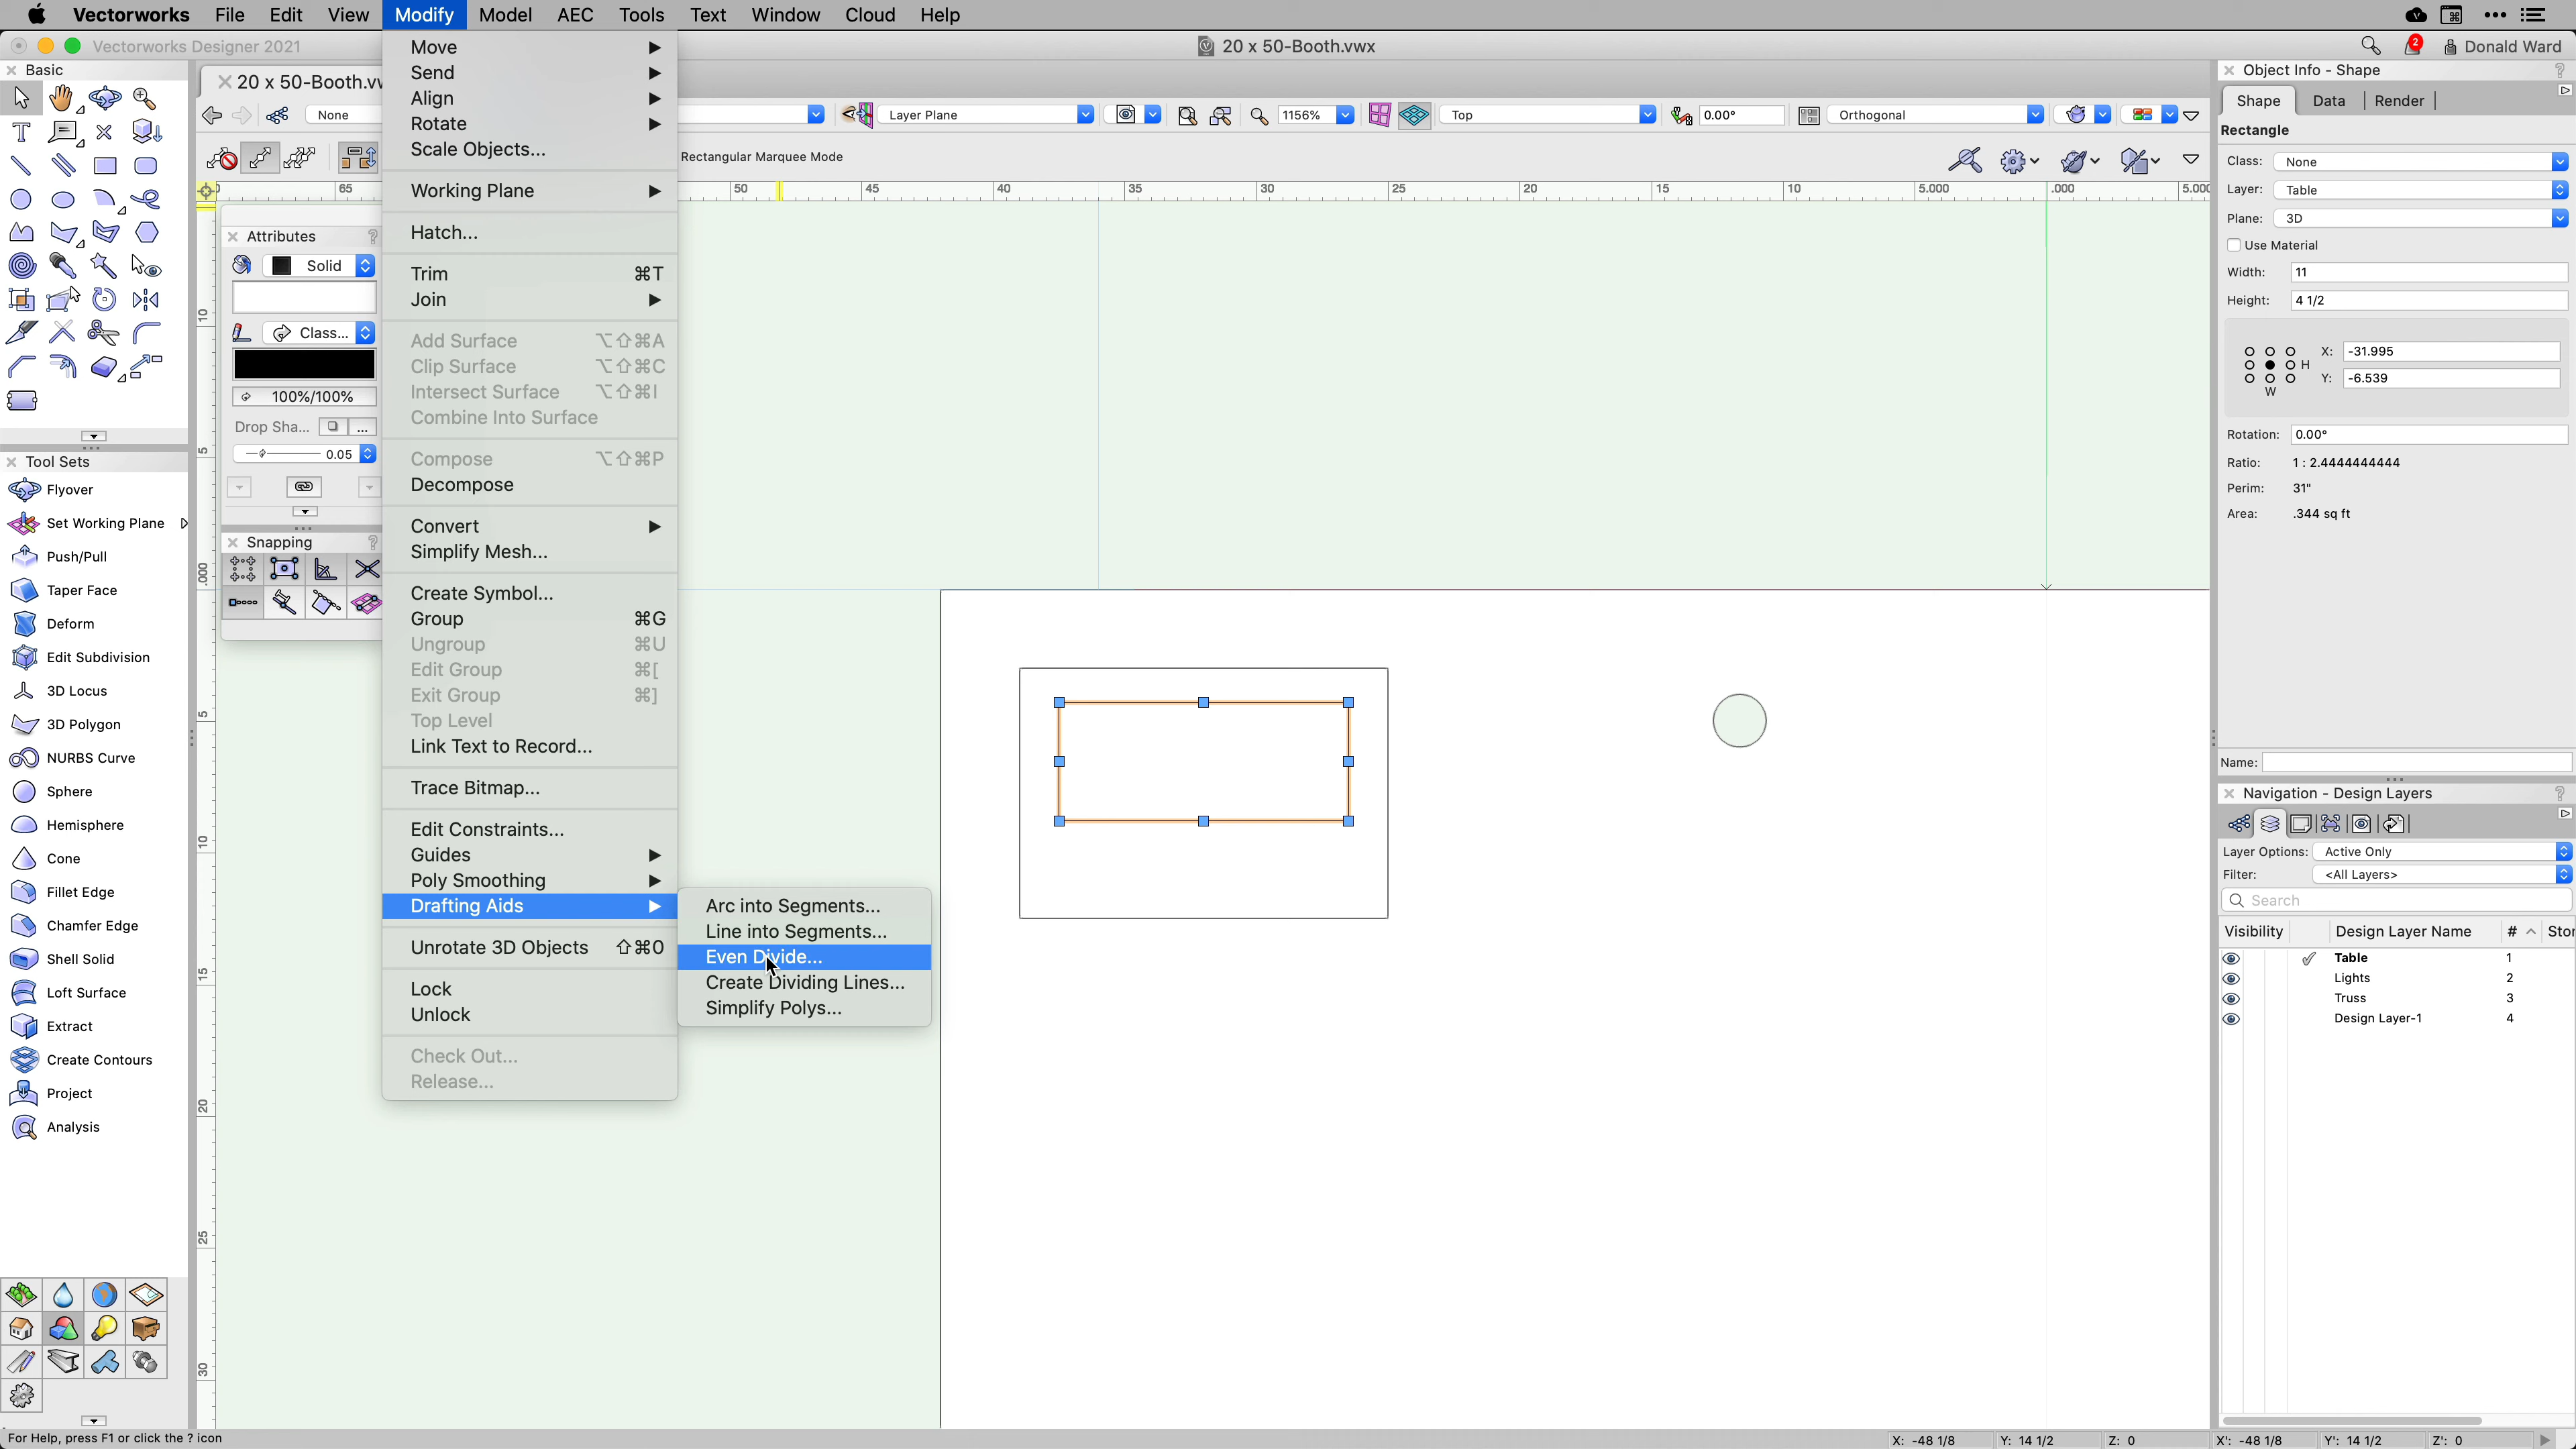 Vectorworks File Edit View Modify Model AEC Tools Text Window Cloud Help
Vectorworks Designer 2021
20 x 50-Booth.vwx
2
Donald Ward
Basic
20 x 50-Booth.vw
None
Layer Plane
1156%
Top
0.00°
Orthogonal
Rectangular Marquee Mode
65 50 45 40 35 30 25 20 15 10 5.000 .000 5.000
10
5
.000
5
10
15
20
25
30
Attributes
Solid
Class...
100%/100%
Drop Sha...
...
0.05
Snapping
Tool Sets
Flyover
Set Working Plane
Push/Pull
Taper Face
Deform
Edit Subdivision
3D Locus
3D Polygon
NURBS Curve
Sphere
Hemisphere
Cone
Fillet Edge
Chamfer Edge
Shell Solid
Loft Surface
Extract
Create Contours
Project
Analysis
Move
Send
Align
Rotate
Scale Objects...
Working Plane
Hatch...
Trim ⌘T
Join
Add Surface ⌥⇧⌘A
Clip Surface ⌥⇧⌘C
Intersect Surface ⌥⇧⌘I
Combine Into Surface
Compose ⌥⇧⌘P
Decompose
Convert
Simplify Mesh...
Create Symbol...
Group ⌘G
Ungroup ⌘U
Edit Group ⌘[
Exit Group ⌘]
Top Level
Link Text to Record...
Trace Bitmap...
Edit Constraints...
Guides
Poly Smoothing
Drafting Aids
Unrotate 3D Objects ⇧⌘0
Lock
Unlock
Check Out...
Release...
Arc into Segments...
Line into Segments...
Even Divide...
Create Dividing Lines...
Simplify Polys...
Object Info - Shape
?
Shape Data Render
Rectangle
Class: None
Layer: Table
Plane: 3D
Use Material
Width: 11
Height: 4 1/2
X: -31.995
H
Y: -6.539
W
Rotation: 0.00°
Ratio: 1 : 2.4444444444
Perim: 31"
Area: .344 sq ft
Name:
Navigation - Design Layers
?
Layer Options: Active Only
Filter: <All Layers>
Search
Visibility Design Layer Name # Stor
Table 1
Lights 2
Truss 3
Design Layer-1 4
For Help, press F1 or click the ? icon
X: -48 1/8 Y: 14 1/2 Z: 0 X': -48 1/8 Y': 14 1/2 Z': 0